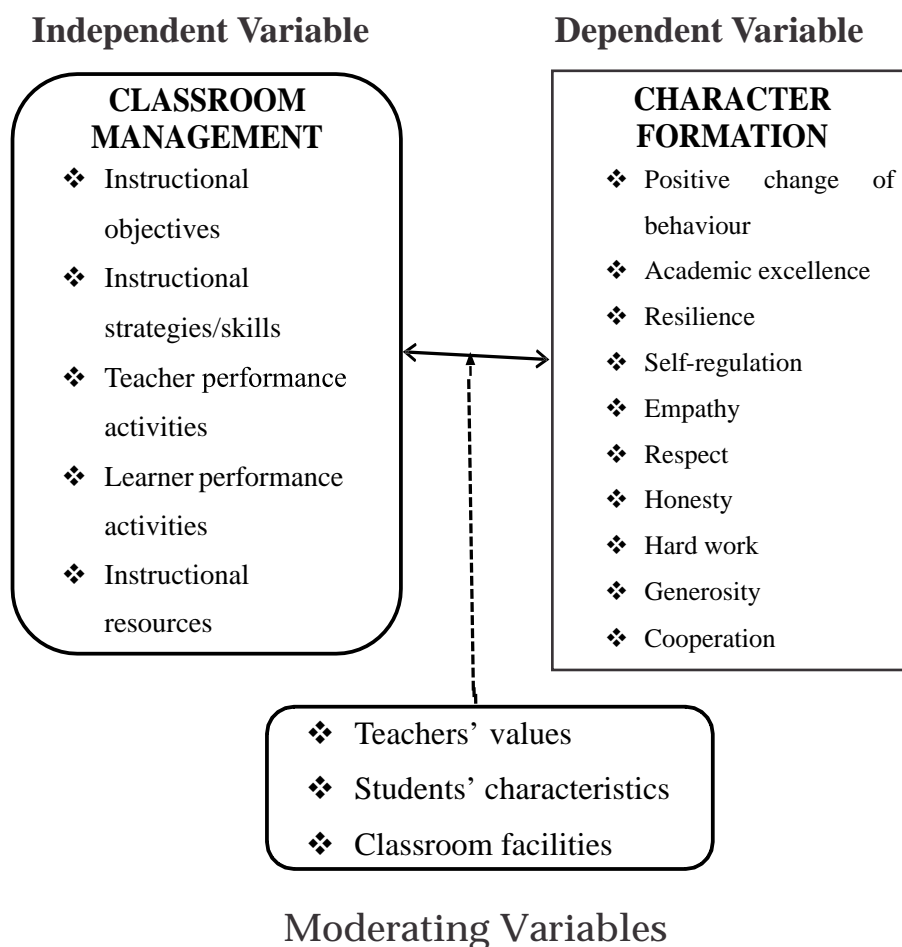 Independent Variable
CLASSROOM
MANAGEMENT
❖ Instructional
objectives
❖ Instructional
strategies/skills
❖ Teacher performance
activities
❖ Learner performance
activities
❖ Instructional
resources
Dependent Variable
CHARACTER
FORMATION
❖ Positive change of
behaviour
❖ Academic excellence
❖ Resilience
❖ Self-regulation
❖ Empathy
❖ Respect
❖ Honesty
❖ Hard work
❖ Generosity
❖ Cooperation
❖ Teachers’ values
❖ Students’ characteristics
❖ Classroom facilities
Moderating Variables